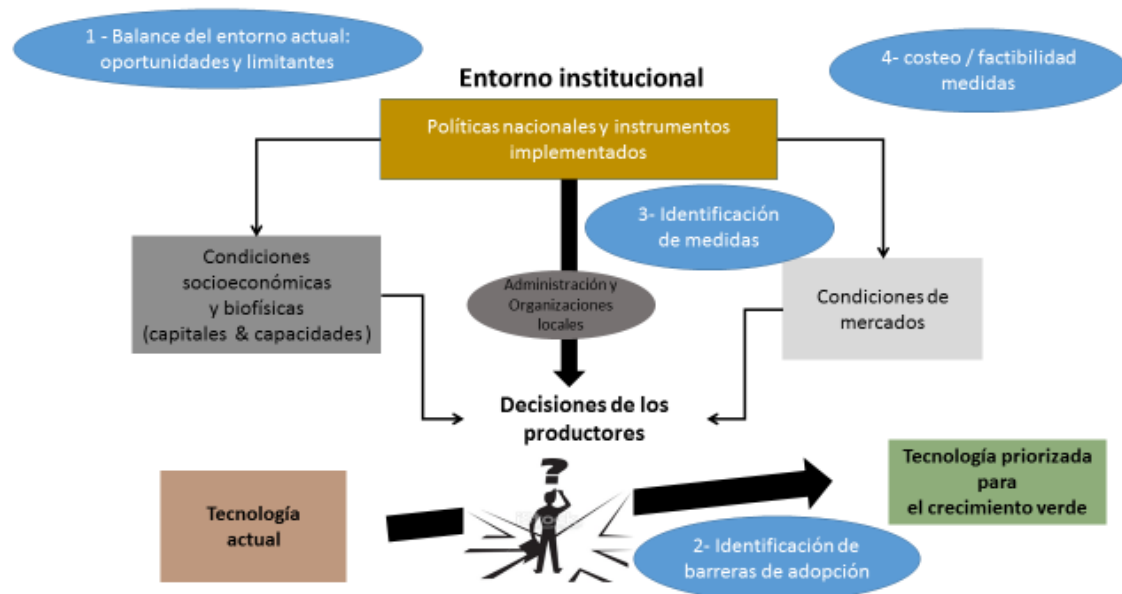 1 - Balance del entorno actual:
oportunidades y limitantes
Entorno institucional
4- costeo / factibilidad
medidas
Políticas nacionales y instrumentos
implementados
3- Identificación
de medidas
Condiciones
socioeconómicas
y biofísicas
(capitales & capacidades )
Administración y
Organizaciones
locales
Condiciones de
mercados
Decisiones de los
productores
?
Tecnología
actual
Tecnología priorizada
para
el crecimiento verde
2- Identificación de
barreras de adopción